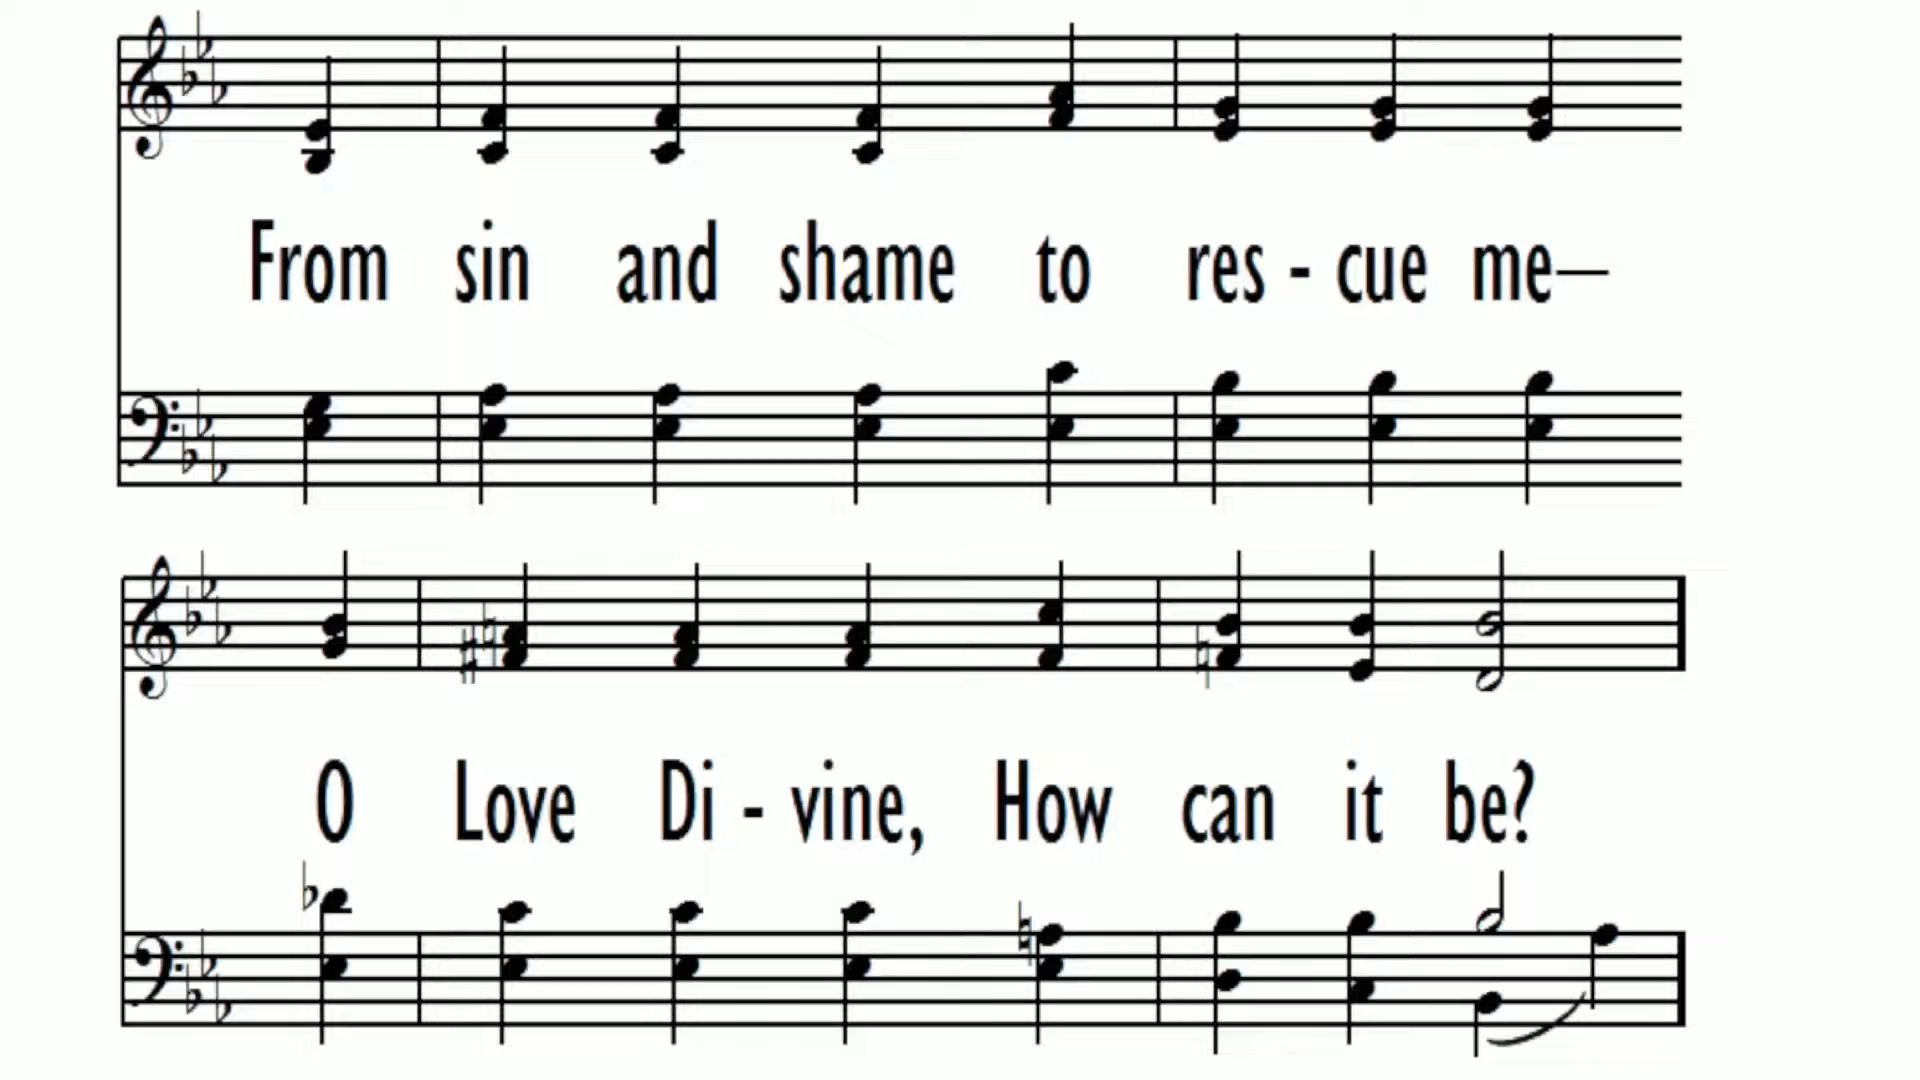 From sin and shame to res - cue me—
O Love Di - vine, How can it be?